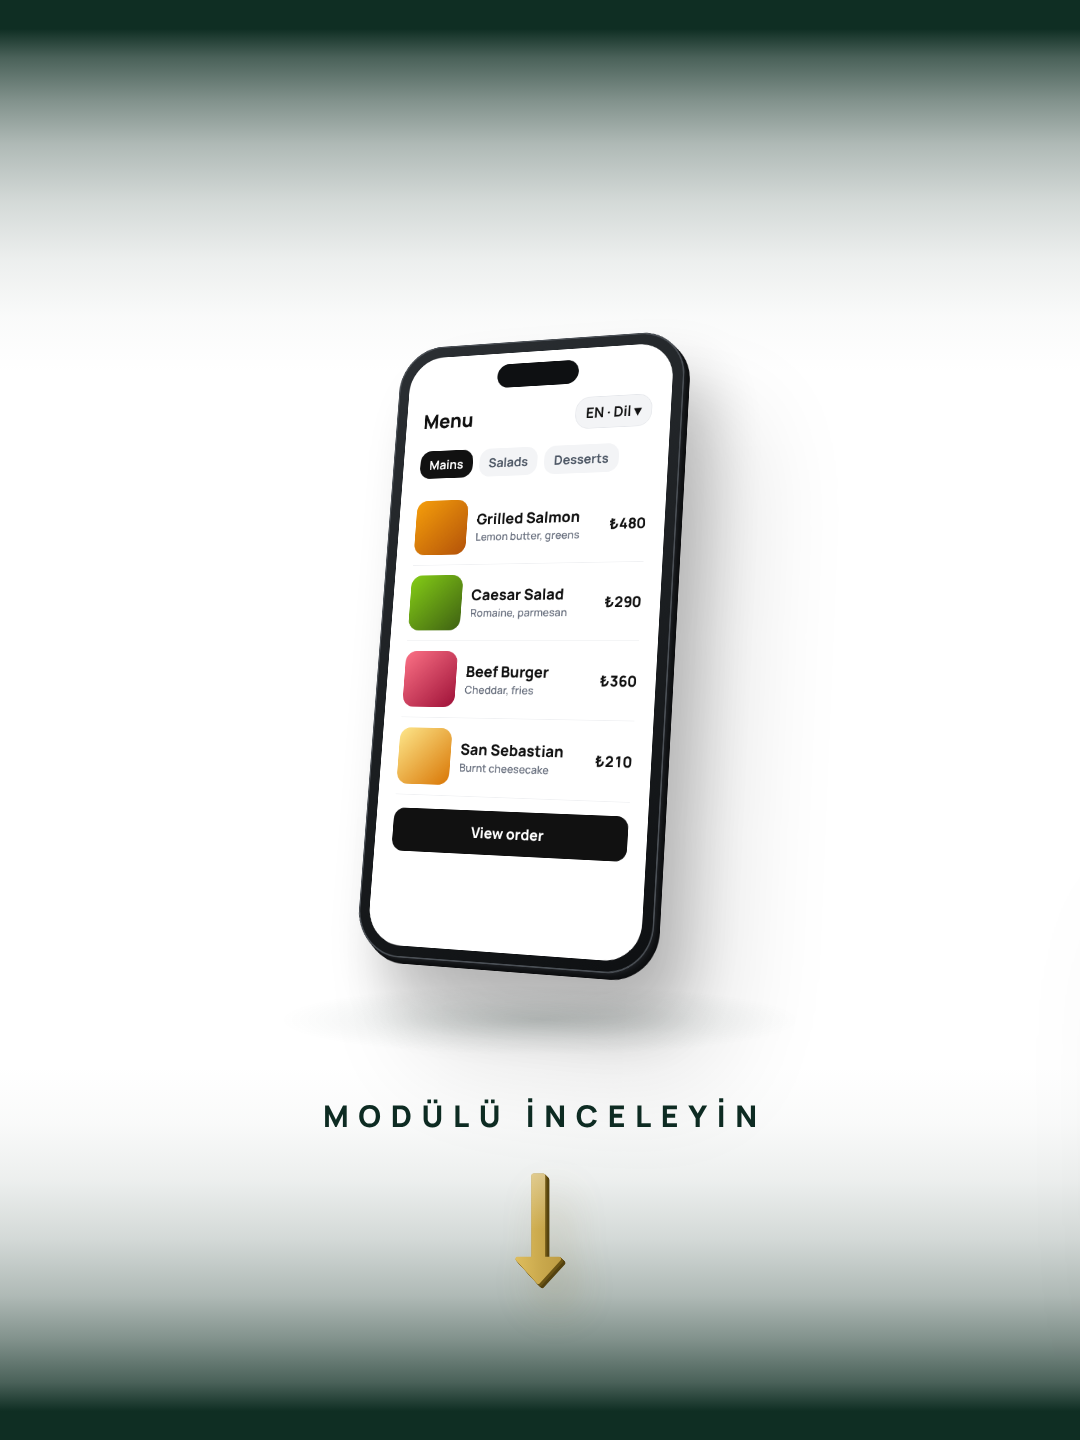 Menu
EN · Dil ▾
Mains Salads Desserts
Grilled Salmon
₺480
Lemon butter, greens
Caesar Salad
₺290
Romaine, parmesan
Beef Burger
₺360
Cheddar, fries
San Sebastian
₺210
Burnt cheesecake
View order
MODÜLÜ İNCELEYİN